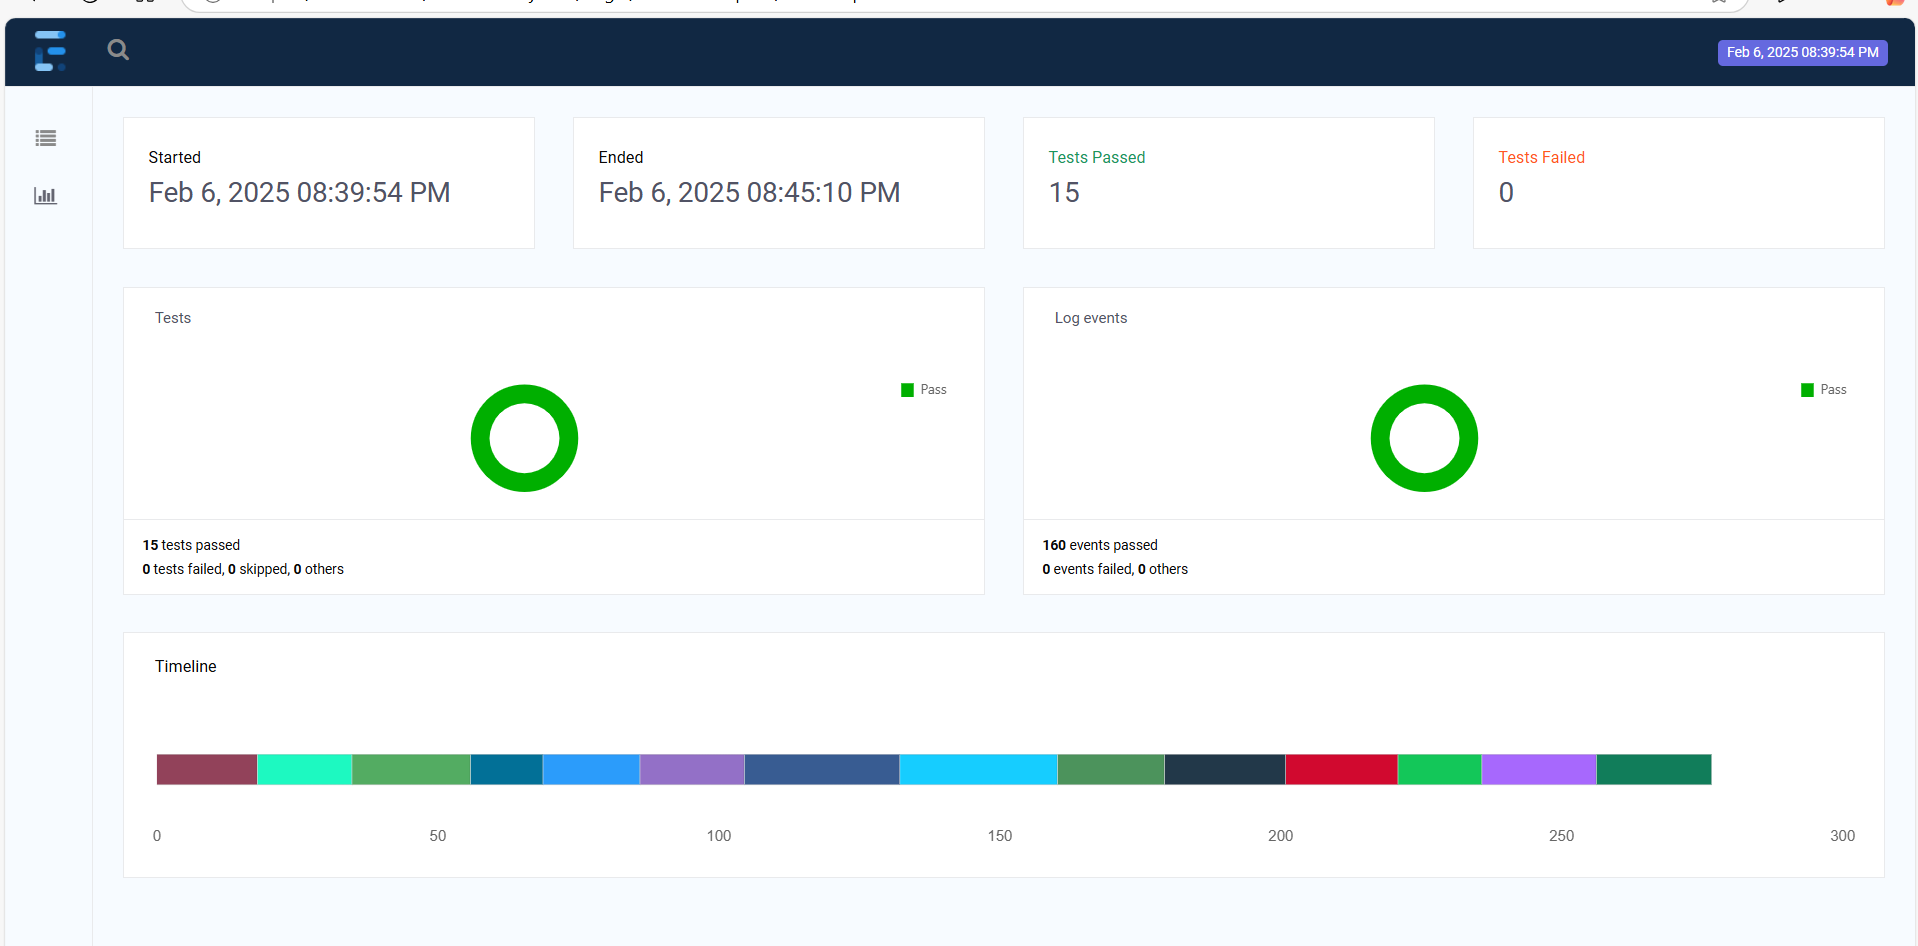 Feb 6, 2025 08:39:54 PM
Started
Feb 6, 2025 08:39:54 PM
Ended
Feb 6, 2025 08:45:10 PM
Tests Passed
15
Tests Failed
0
Tests
Pass
15 tests passed
0 tests failed, 0 skipped, 0 others
Log events
Pass
160 events passed
0 events failed, 0 others
Timeline
0 50 100 150 200 250 300